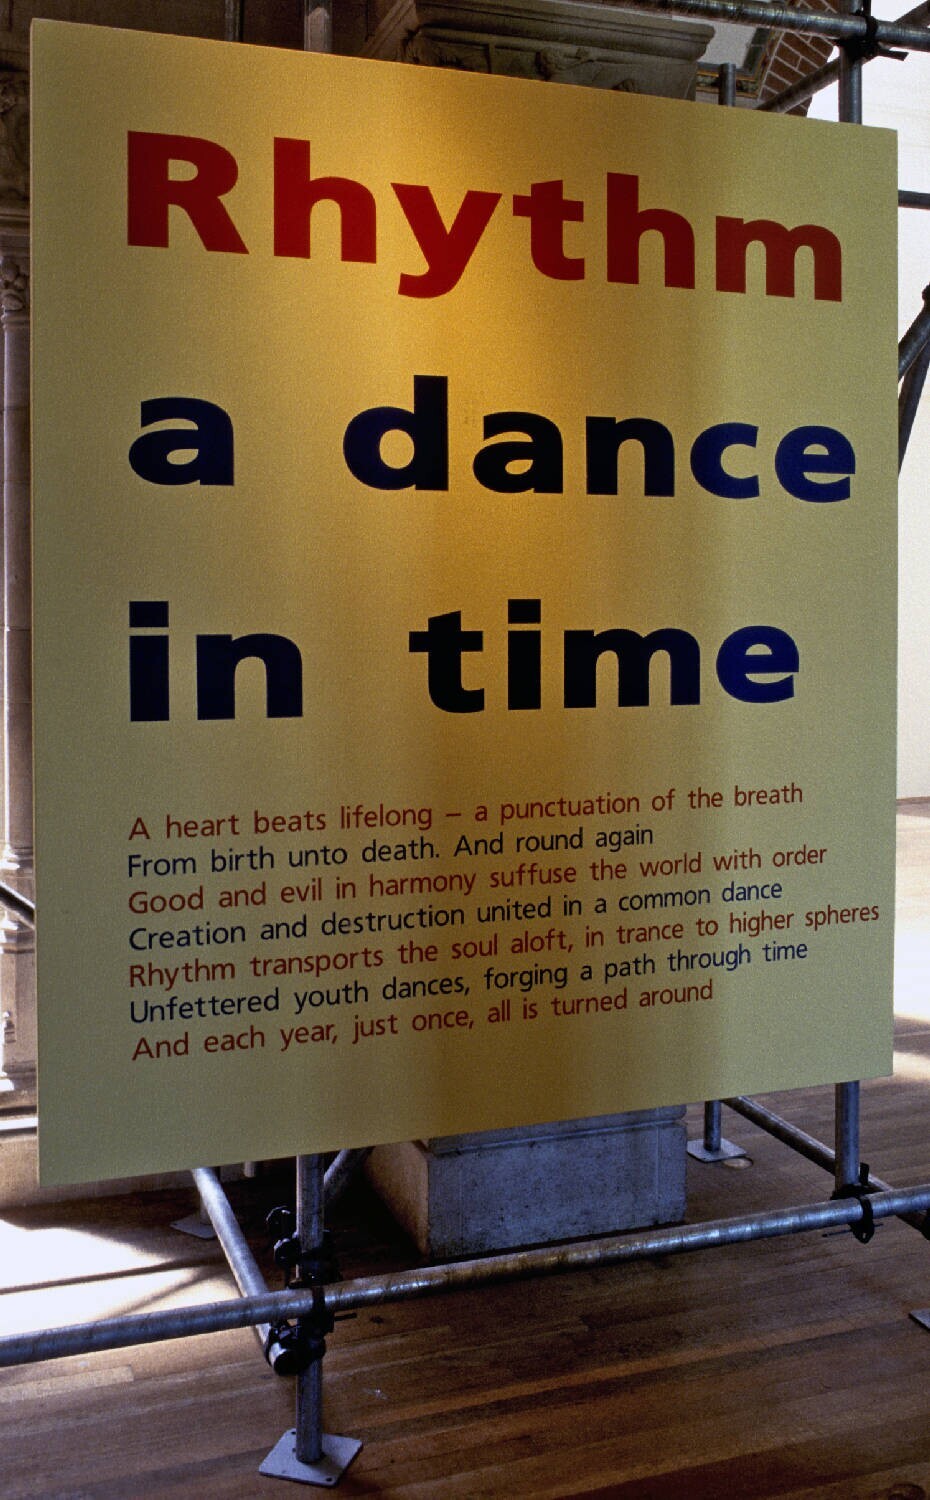 Rhythm
a dance
in time
A heart beats lifelong – a punctuation of the breath
From birth unto death. And round again
Good and evil in harmony suffuse the world with order
Creation and destruction united in a common dance
Rhythm transports the soul aloft, in trance to higher spheres
Unfettered youth dances, forging a path through time
And each year, just once, all is turned around